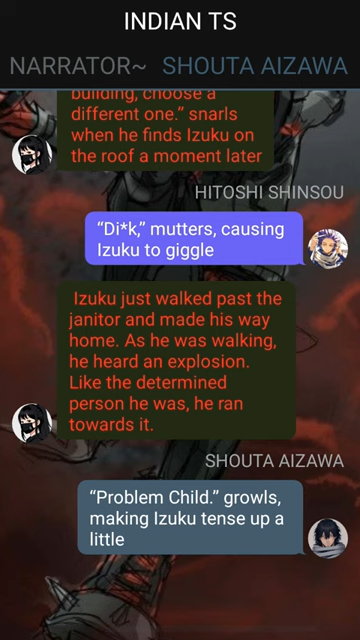 INDIAN TS
NARRATOR~ SHOUTA AIZAWA
building, choose a
different one.” snarls
when he finds Izuku on
the roof a moment later
HITOSHI SHINSOU
“Di*k,” mutters, causing
Izuku to giggle
Izuku just walked past the
janitor and made his way
home. As he was walking,
he heard an explosion.
Like the determined
person he was, he ran
towards it.
SHOUTA AIZAWA
“Problem Child.” growls,
making Izuku tense up a
little